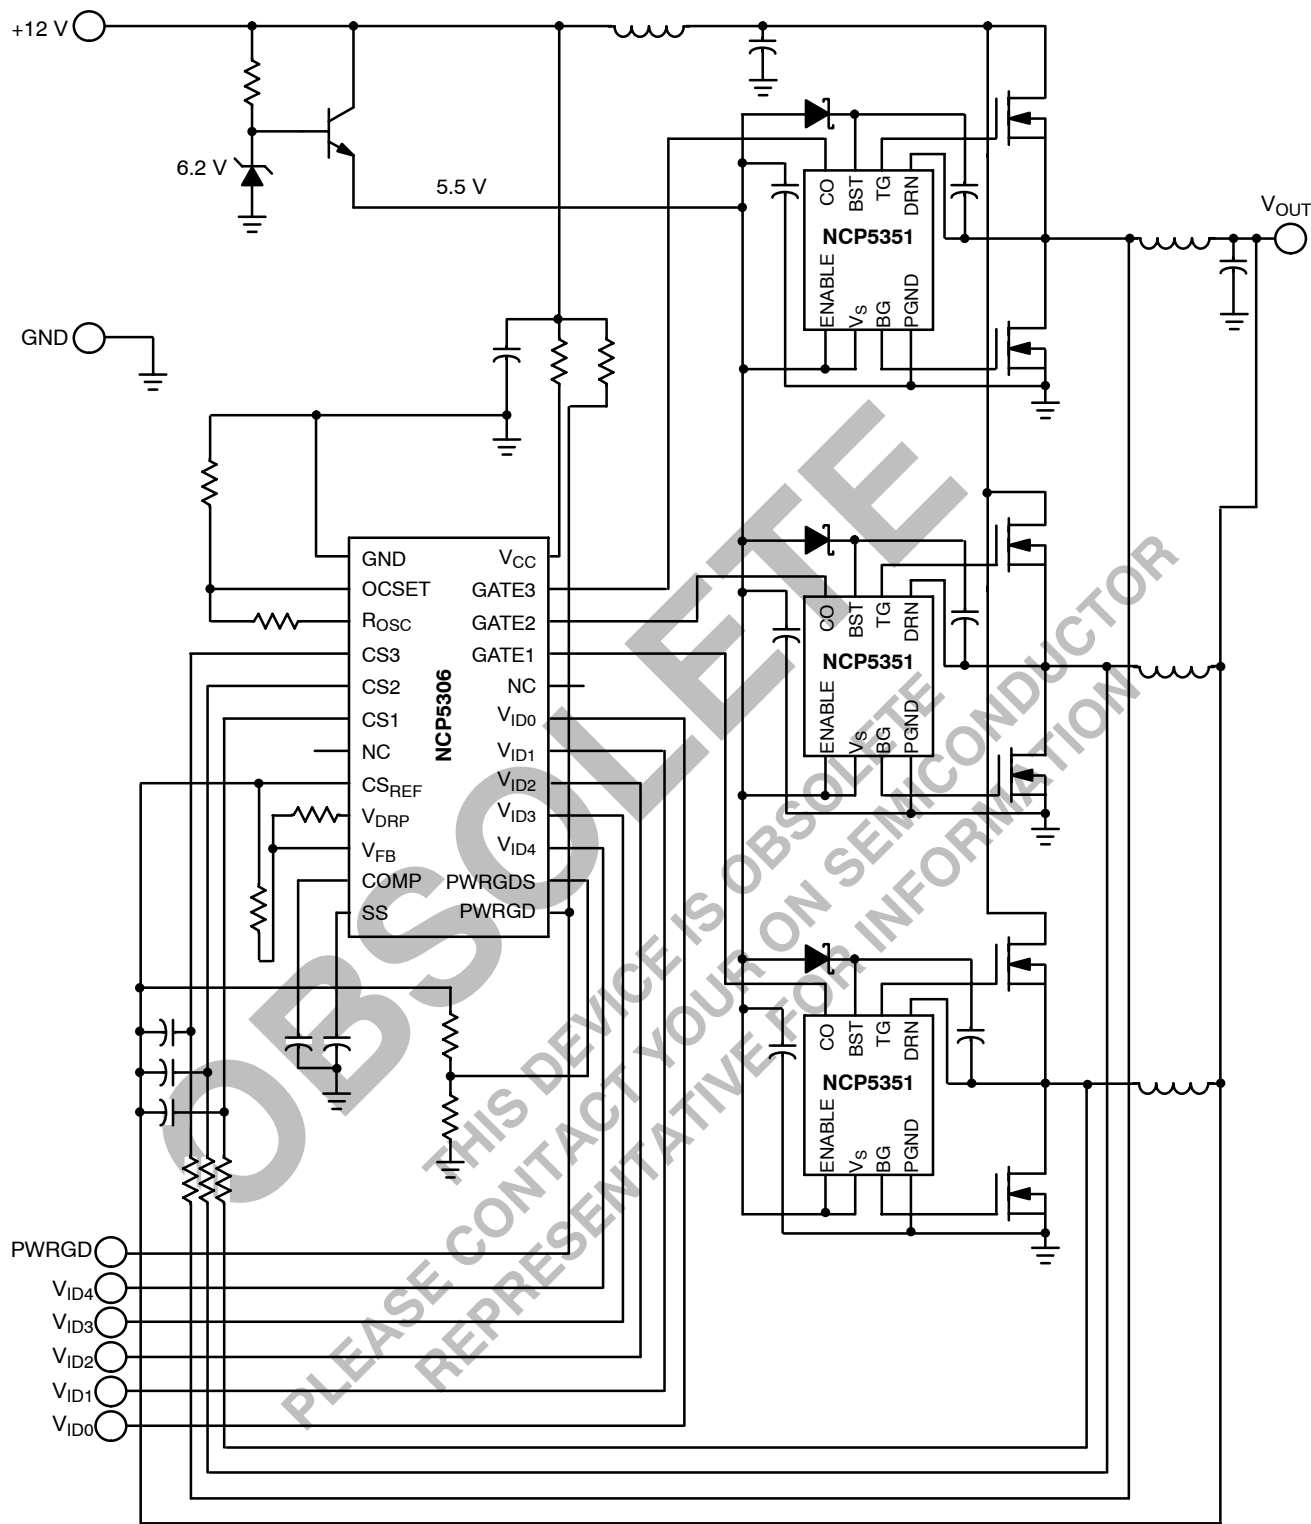 +12 V
6.2 V
5.5 V
GND
VOUT
CO
BST
TG
DRN
NCP5351
ENABLE
VS
BG
PGND
GND
OCSET
ROSC
CS3
CS2
CS1
NC
CSREF
VDRP
VFB
COMP
SS
NCP5306
VCC
GATE3
GATE2
GATE1
NC
VID0
VID1
VID2
VID3
VID4
PWRGDS
PWRGD
CO
BST
TG
DRN
NCP5351
ENABLE
VS
BG
PGND
CO
BST
TG
DRN
NCP5351
ENABLE
VS
BG
PGND
PWRGD
VID4
VID3
VID2
VID1
VID0
OBSOLETE
THIS DEVICE IS OBSOLETE
PLEASE CONTACT YOUR ON SEMICONDUCTOR
REPRESENTATIVE FOR INFORMATION